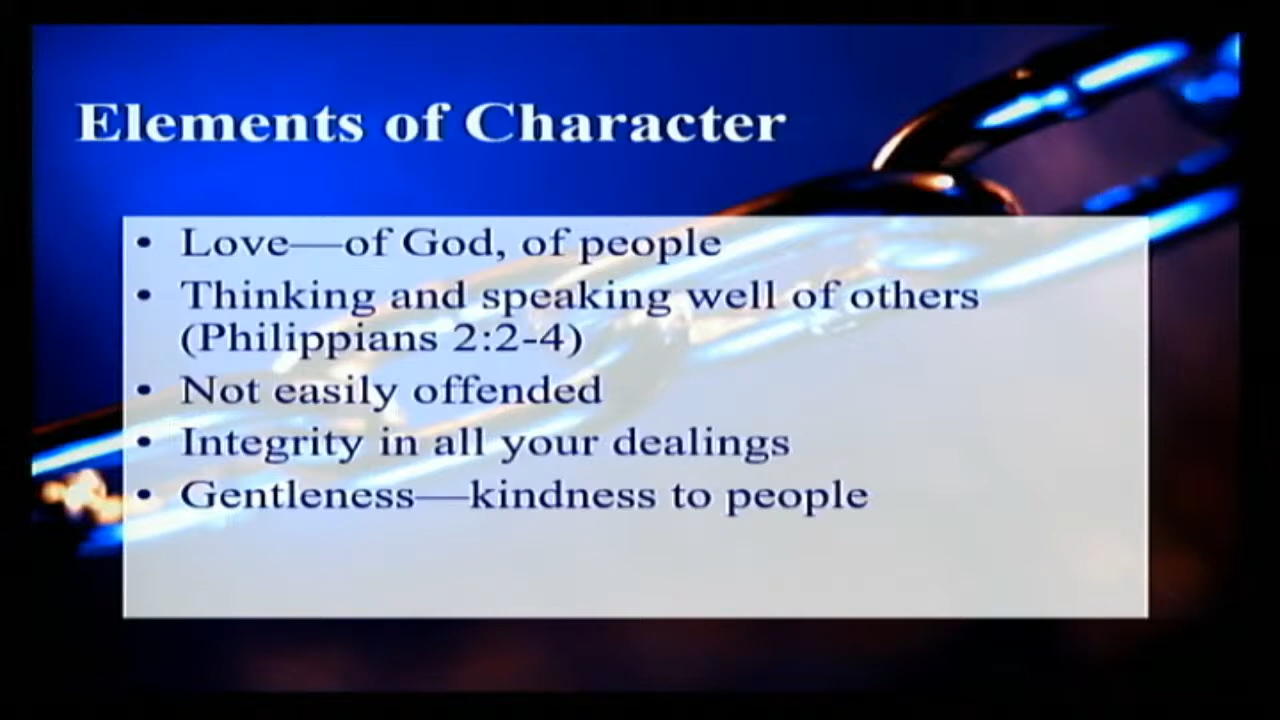 Elements of Character
• Love—of God, of people
• Thinking and speaking well of others
(Philippians 2:2-4)
• Not easily offended
• Integrity in all your dealings
• Gentleness—kindness to people